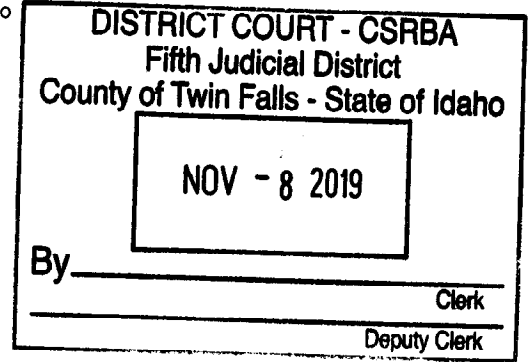 DISTRICT COURT - CSRBA
Fifth Judicial District
County of Twin Falls - State of Idaho
NOV - 8 2019
By
Clerk
Deputy Clerk